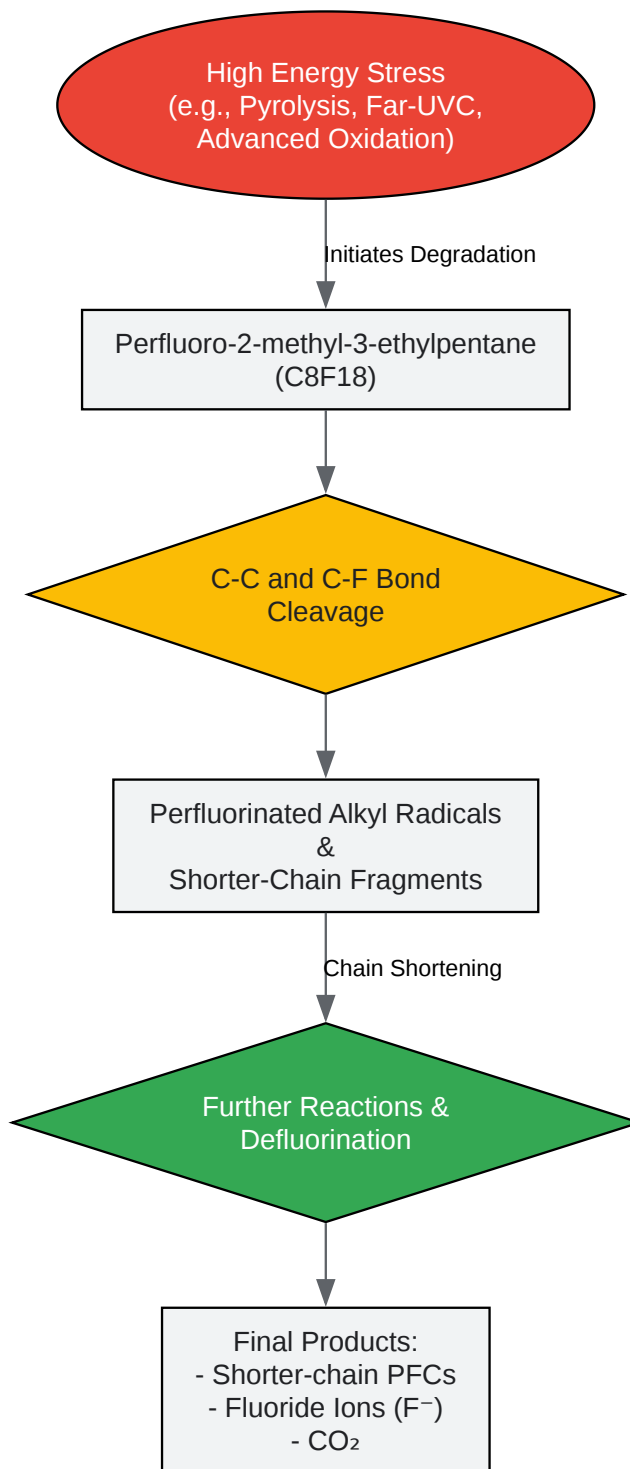 High Energy Stress
(e.g., Pyrolysis, Far-UVC,
Advanced Oxidation)
Initiates Degradation
Perfluoro-2-methyl-3-ethylpentane
(C8F18)
C-C and C-F Bond
Cleavage
Perfluorinated Alkyl Radicals
&
Shorter-Chain Fragments
Chain Shortening
Further Reactions &
Defluorination
Final Products:
- Shorter-chain PFCs
- Fluoride Ions (F⁻)
- CO₂